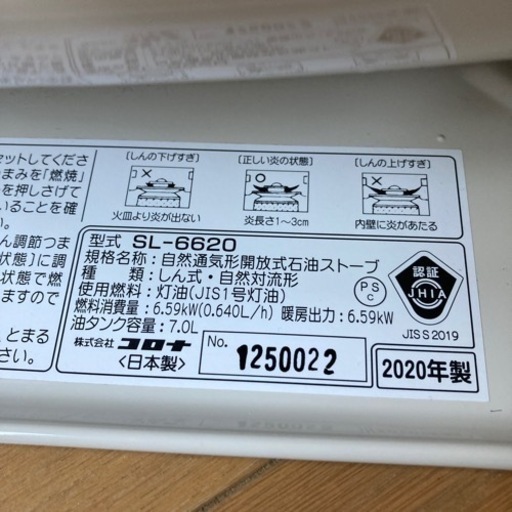 セットしてくださ
まみを「燃焼」
を押しさげて
いることを確
[しんの下げすぎ]
[正しい炎の状態]
[しんの上げすぎ]
火皿より炎が出ない
炎長さ1〜3cm
内壁に炎があたる
ん調節つま
状態〉に調
状態で燃
ますので
とまる
さい。
型式 SL-6620
規格名称:自然通気形開放式石油ストーブ
種 類:しん式・自然対流形
使用燃料:灯油(JIS1号灯油)
燃料消費量:6.59kW(0.640L/h) 暖房出力:6.59kW
油タンク容量:7.0L
株式会社 コロナ
〈日本製〉
No. 1250022
PSC
認証
JHIA
JIS S 2019
2020年製